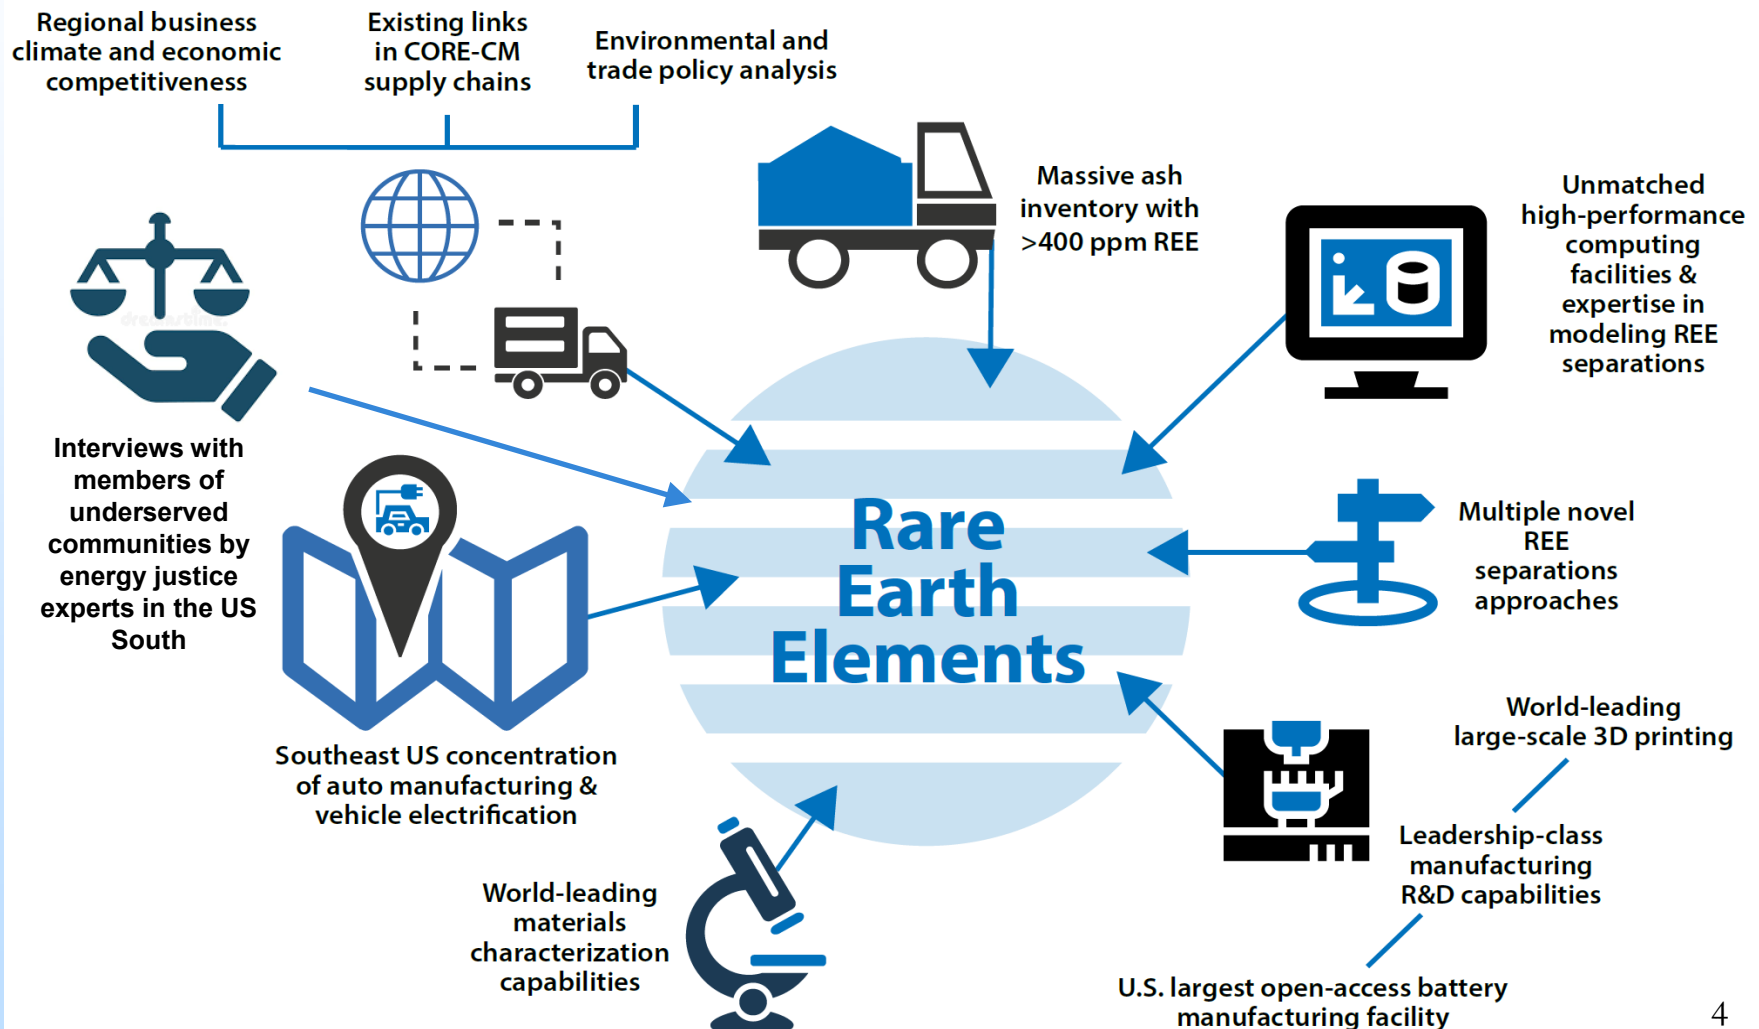 Regional business
climate and economic
competitiveness
Existing links
in CORE-CM
supply chains
Environmental and
trade policy analysis
Massive ash
inventory with
>400 ppm REE
Unmatched
high-performance
computing
facilities &
expertise in
modeling REE
separations
dreamstime
Interviews with
members of
underserved
communities by
energy justice
experts in the US
South
Rare
Earth
Elements
Multiple novel
REE
separations
approaches
Southeast US concentration
of auto manufacturing &
vehicle electrification
World-leading
large-scale 3D printing
Leadership-class
manufacturing
R&D capabilities
World-leading
materials
characterization
capabilities
U.S. largest open-access battery
manufacturing facility
4